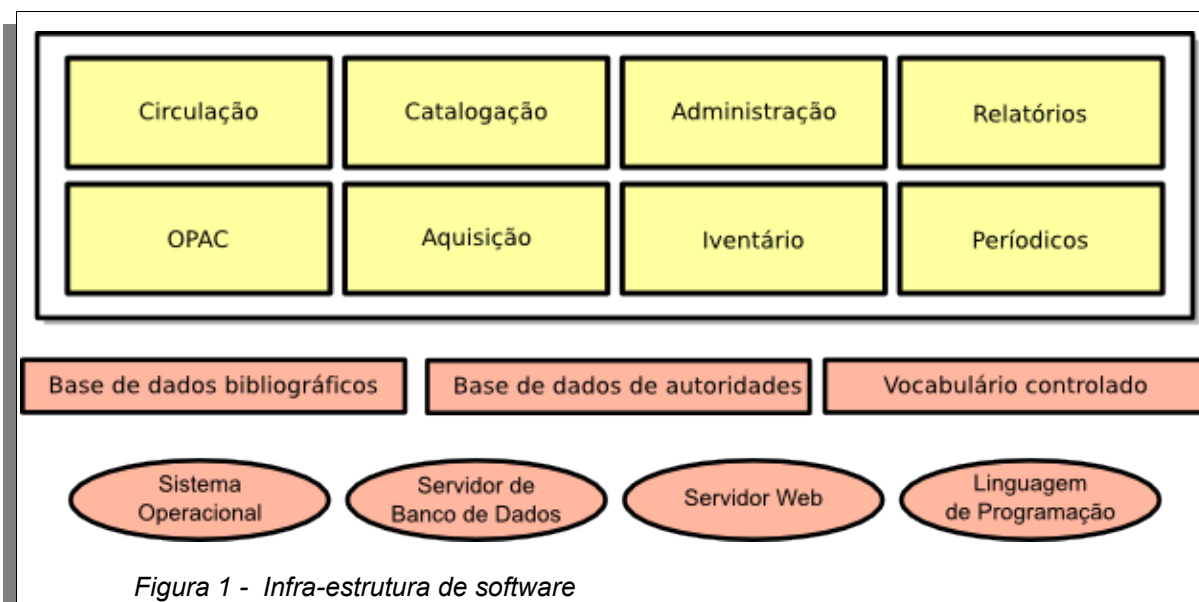 Circulação
Catalogação
Administração
Relatórios
OPAC
Aquisição
Iventário
Períodicos
Base de dados bibliográficos
Base de dados de autoridades
Vocabulário controlado
Sistema
Operacional
Servidor de
Banco de Dados
Servidor Web
Linguagem
de Programação
Figura 1 - Infra-estrutura de software